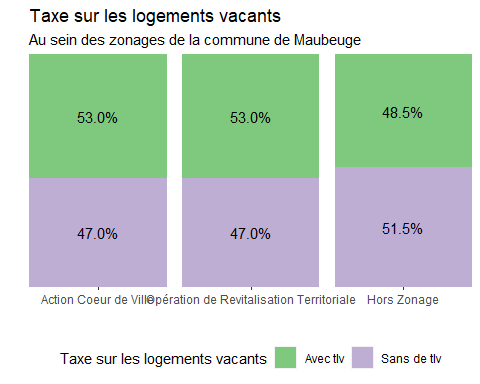 Taxe sur les logements vacants
Au sein des zonages de la commune de Maubeuge
53.0% 53.0% 48.5%
47.0% 47.0% 51.5%
Action Coeur de Ville Opération de Revitalisation Territoriale Hors Zonage
Taxe sur les logements vacants Avec tlv Sans de tlv